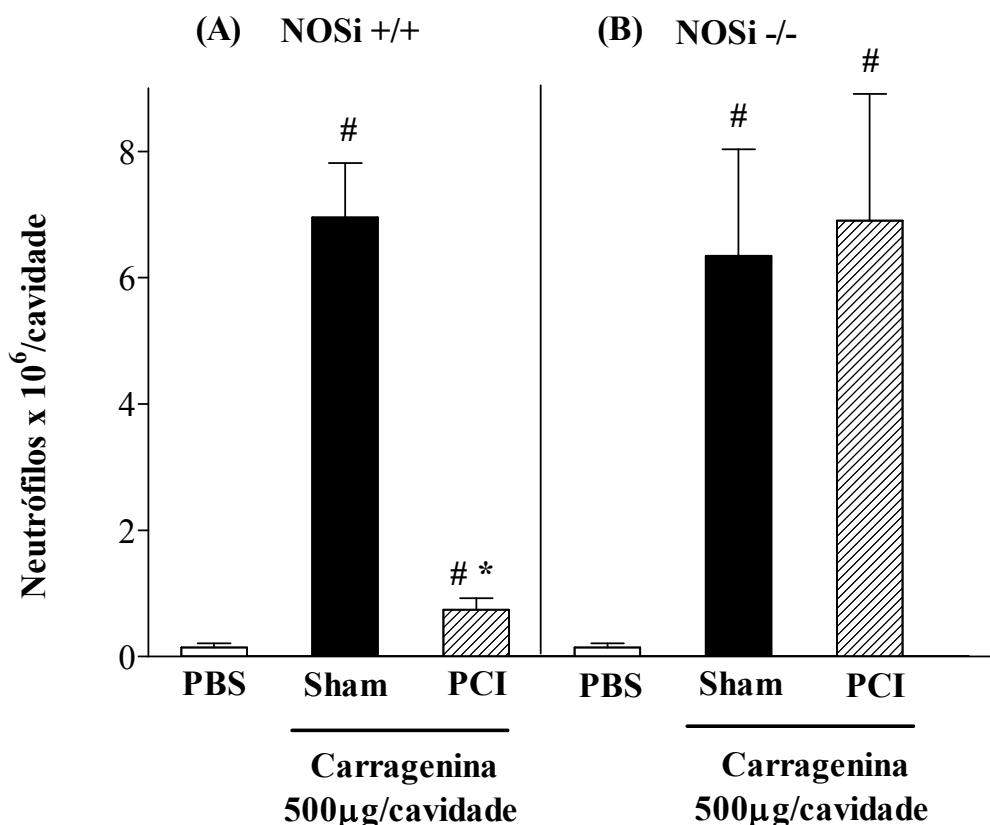 (A) NOSi +/+ (B) NOSi -/-
Neutrófilos x 10⁶/cavidade
8
6
4
2
0
#
# *
#
#
PBS Sham PCI PBS Sham PCI
Carragenina
500µg/cavidade
Carragenina
500µg/cavidade